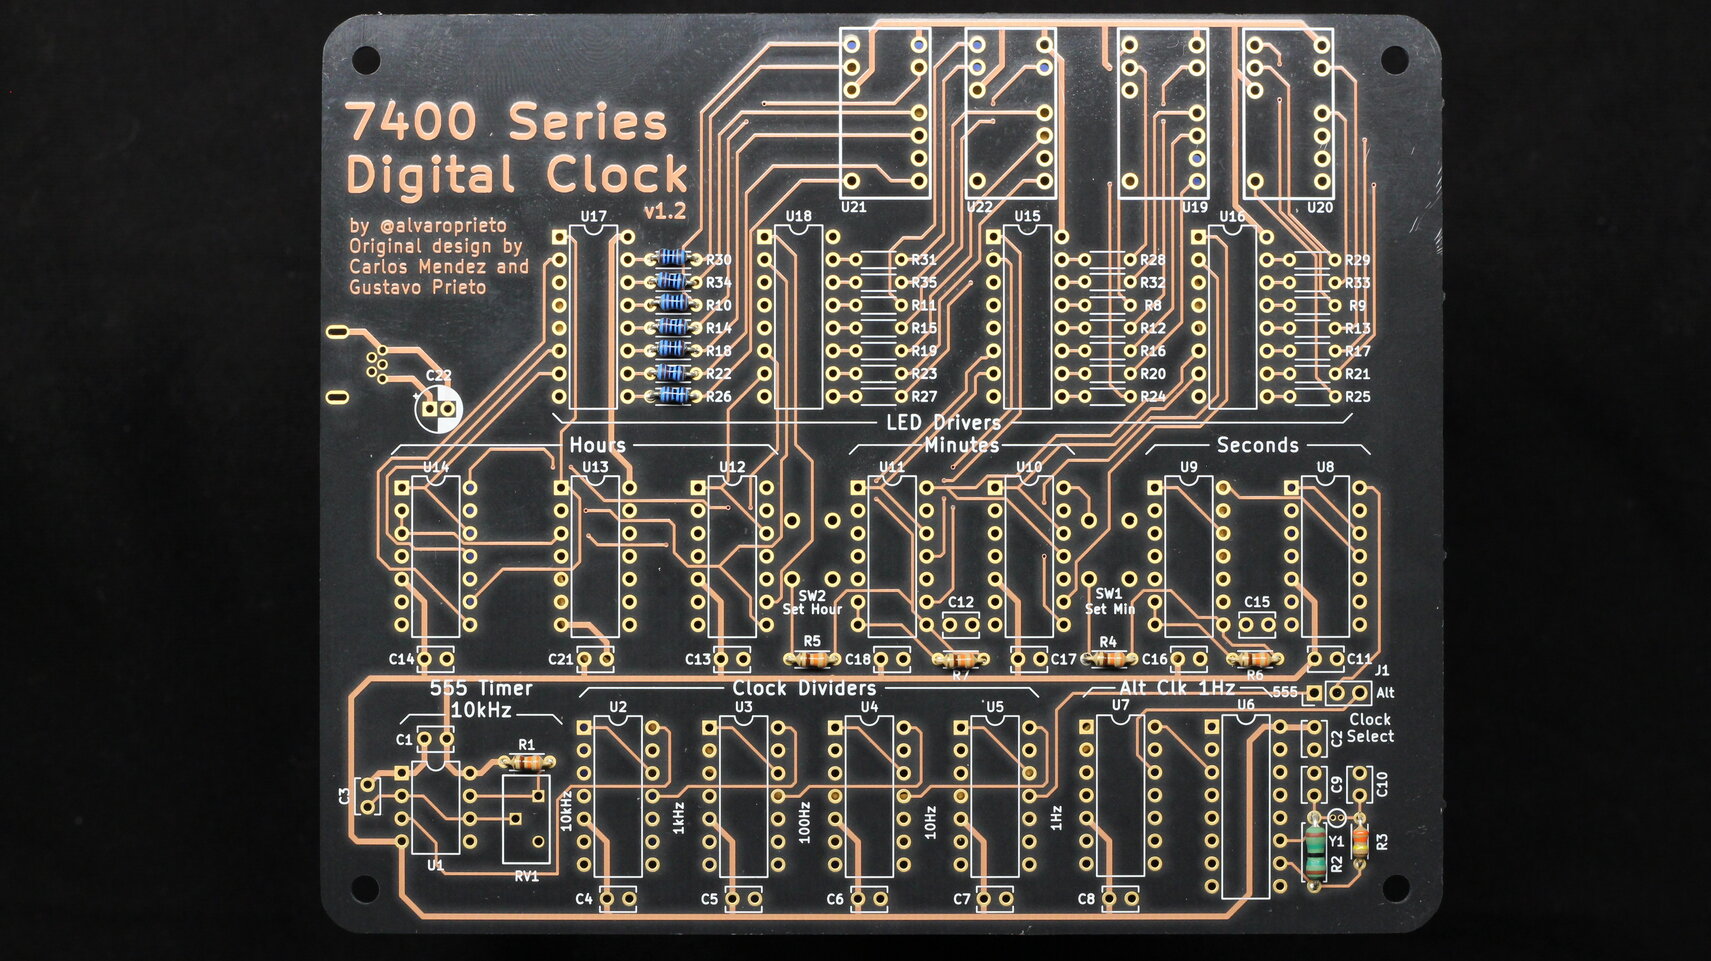 7400 Series
Digital Clock
v1.2
by @alvaroprieto
Original design by
Carlos Mendez and
Gustavo Prieto
U21 U22 U19 U20
U17 U18 U15 U16
R30 R31 R28 R29
R34 R35 R32 R33
R10 R11 R8 R9
R14 R15 R12 R13
R18 R19 R16 R17
R22 R23 R20 R21
R26 R27 R24 R25
C22
+
LED Drivers
Hours Minutes Seconds
U14 U13 U12 U11 U10 U9 U8
SW2
Set Hour
SW1
Set Min
C12 C15
R5 R4
C14 C21 C13 C18 R7 C17 C16 R6 C11
J1
555 Timer
10kHz
Clock Dividers
Alt Clk 1Hz
555 Alt
Clock
Select
U2 U3 U4 U5 U7 U6
C1 R1 C2
C3 C9 C10
10kHz 1kHz 100Hz 10Hz 1Hz
Y1 R2 R3
U1 RV1
C4 C5 C6 C7 C8